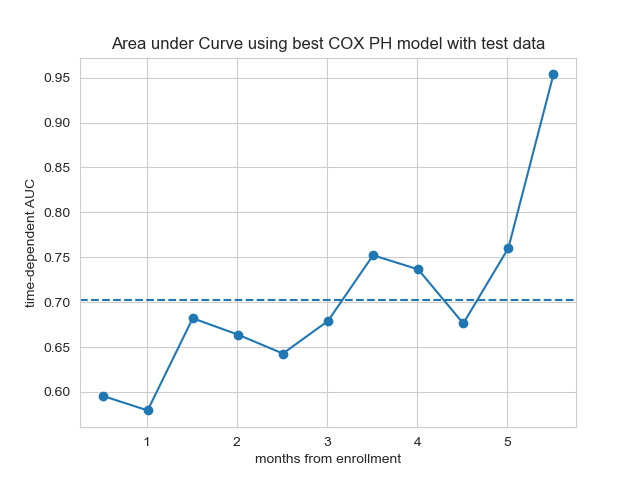 Area under Curve using best COX PH model with test data
time-dependent AUC
0.95
0.90
0.85
0.80
0.75
0.70
0.65
0.60
1 2 3 4 5
months from enrollment